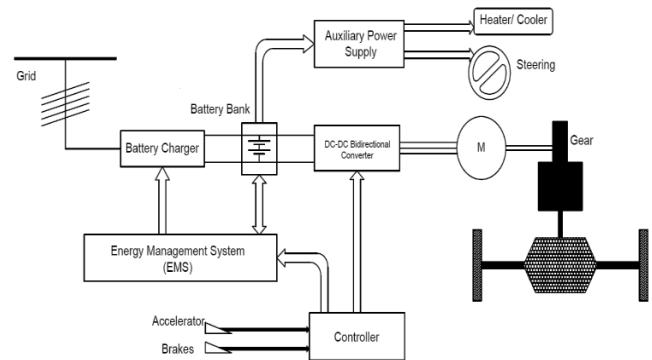 Heater/ Cooler
Auxiliary Power
Supply
Grid
Steering
Battery Bank
Battery Charger
DC-DC Bidirectional
Converter
M
Gear
Energy Management System
(EMS)
Accelerator
Controller
Brakes